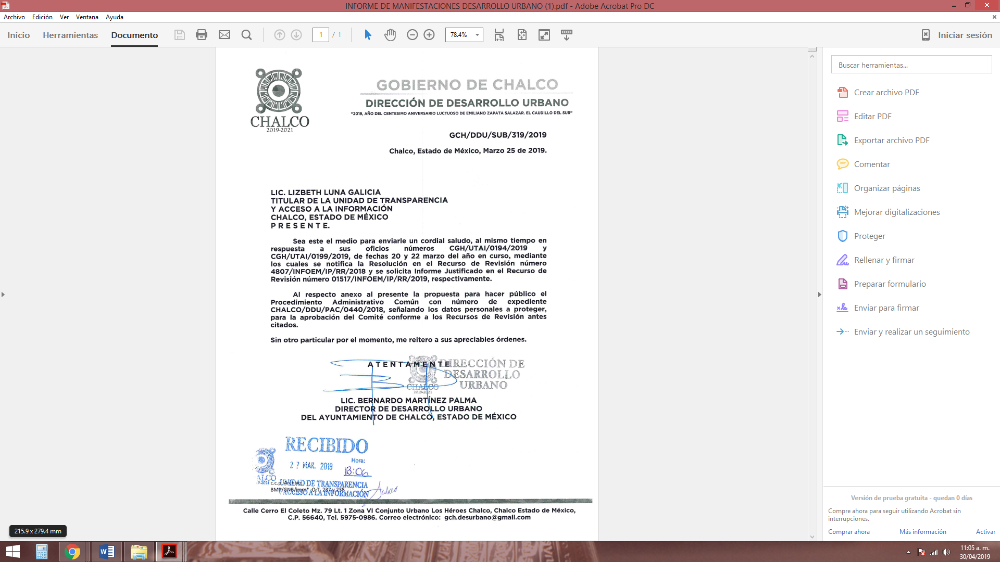 INFORME DE MANIFESTACIONES DESARROLLO URBANO (1).pdf - Adobe Acrobat Pro DC
Archivo Edición Ver Ventana Ayuda
Inicio Herramientas Documento 1 / 1 78.4% Iniciar sesión
CHALCO
2019-2021
GOBIERNO DE CHALCO
DIRECCIÓN DE DESARROLLO URBANO
"2019, AÑO DEL CENTESIMO ANIVERSARIO LUCTUOSO DE EMILIANO ZAPATA SALAZAR. EL CAUDILLO DEL SUR"
GCH/DDU/SUB/319/2019
Chalco, Estado de México, Marzo 25 de 2019.
LIC. LIZBETH LUNA GALICIA
TITULAR DE LA UNIDAD DE TRANSPARENCIA
Y ACCESO A LA INFORMACIÓN
CHALCO, ESTADO DE MÉXICO
P R E S E N T E.
Sea este el medio para enviarle un cordial saludo, al mismo tiempo en
respuesta a sus oficios números CGH/UTAI/0194/2019 y
CGH/UTAI/0199/2019, de fechas 20 y 22 marzo del año en curso, mediante
los cuales se notifica la Resolución en el Recurso de Revisión número
4807/INFOEM/IP/RR/2018 y se solicita Informe Justificado en el Recurso de
Revisión número 01517/INFOEM/IP/RR/2019, respectivamente.
Al respecto anexo al presente la propuesta para hacer público el
Procedimiento Administrativo Común con número de expediente
CHALCO/DDU/PAC/0440/2018, señalando los datos personales a proteger,
para la aprobación del Comité conforme a los Recursos de Revisión antes
citados.
Sin otro particular por el momento, me reitero a sus apreciables órdenes.
A T E N T A M E N T E
CHALCO
2019-2021
DIRECCIÓN DE
DESARROLLO
URBANO
LIC. BERNARDO MARTÍNEZ PALMA
DIRECTOR DE DESARROLLO URBANO
DEL AYUNTAMIENTO DE CHALCO, ESTADO DE MÉXICO
RECIBIDO
Hora:
27 MAR. 2019
13:06
c.c.p. Archivo
UNIDAD DE TRANSPARENCIA
BMP/GNB/imm* O.T. 237 y 238
Y ACCESO A LA INFORMACIÓN
Calle Cerro El Coleto Mz. 79 Lt. 1 Zona VI Conjunto Urbano Los Héroes Chalco, Chalco Estado de México,
C.P. 56640, Tel. 5975-0986. Correo electrónico: gch.desurbano@gmail.com
215.9 x 279.4 mm
Buscar herramientas...
Crear archivo PDF
Editar PDF
Exportar archivo PDF
Comentar
Organizar páginas
Mejorar digitalizaciones
Proteger
Rellenar y firmar
Preparar formulario
Enviar para firmar
Enviar y realizar un seguimiento
Versión de prueba gratuita - quedan 0 días
Compre ahora para seguir utilizando Acrobat sin
interrupciones.
Comprar ahora Más información Activar
11:05 a. m.
30/04/2019